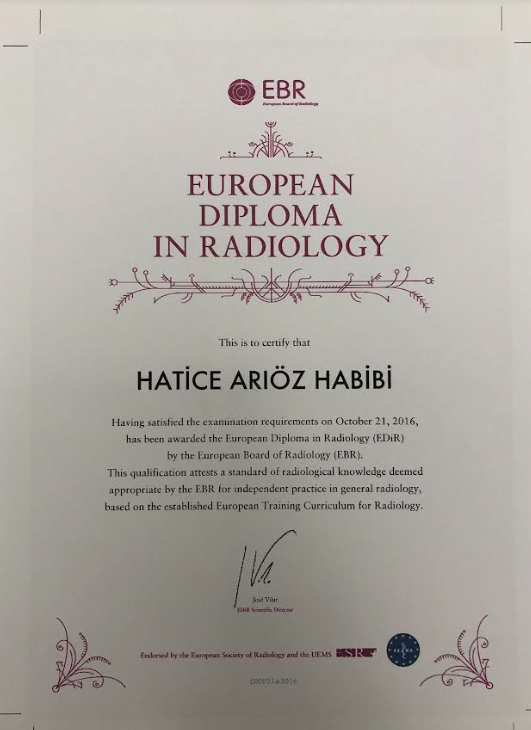 EBR
European Board of Radiology
EUROPEAN
DIPLOMA
IN RADIOLOGY
This is to certify that
HATİCE ARIÖZ HABİBİ
Having satisfied the examination requirements on October 21, 2016,
has been awarded the European Diploma in Radiology (EDiR)
by the European Board of Radiology (EBR).
This qualification attests a standard of radiological knowledge deemed
appropriate by the EBR for independent practice in general radiology,
based on the established European Training Curriculum for Radiology.
José Vilar
EDiR Scientific Director
Endorsed by the European Society of Radiology and the UEMS